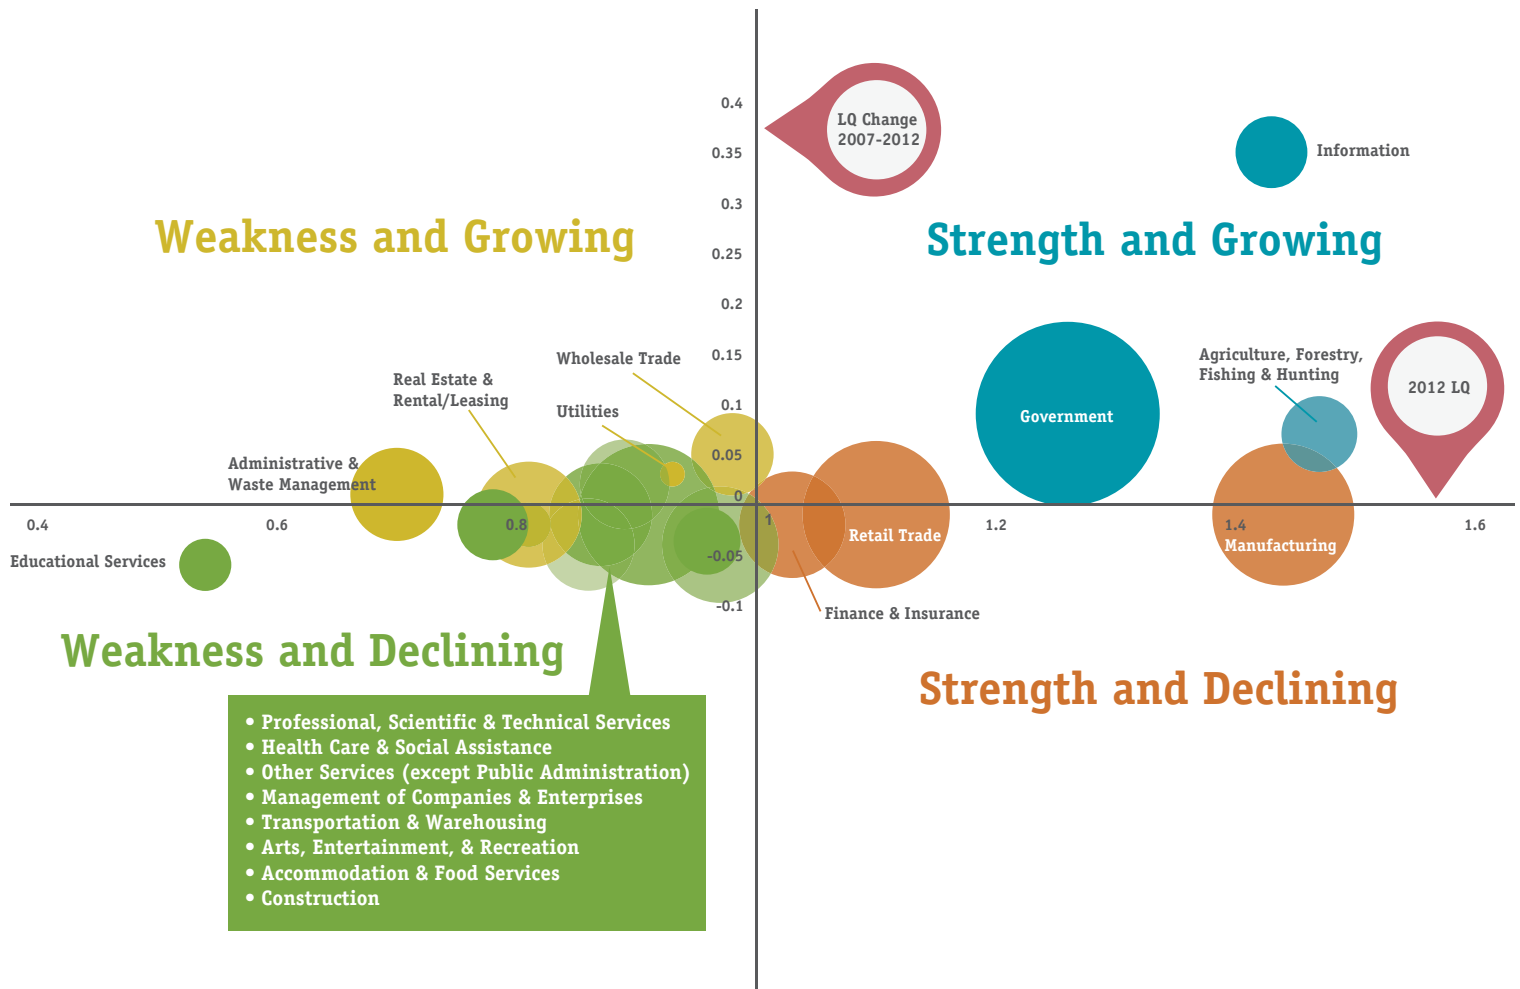 0.4
LQ Change
2007-2012
0.35
Information
0.3
Weakness and Growing
Strength and Growing
0.25
0.2
0.15
Wholesale Trade
Agriculture, Forestry,
Fishing & Hunting
Real Estate &
Rental/Leasing
2012 LQ
0.1
Utilities
Government
0.05
Administrative &
Waste Management
0
0.4
0.6
0.8
1
1.2
1.4
1.6
Retail Trade
Manufacturing
-0.05
Educational Services
-0.1
Finance & Insurance
Weakness and Declining
Strength and Declining
• Professional, Scientific & Technical Services
• Health Care & Social Assistance
• Other Services (except Public Administration)
• Management of Companies & Enterprises
• Transportation & Warehousing
• Arts, Entertainment, & Recreation
• Accommodation & Food Services
• Construction